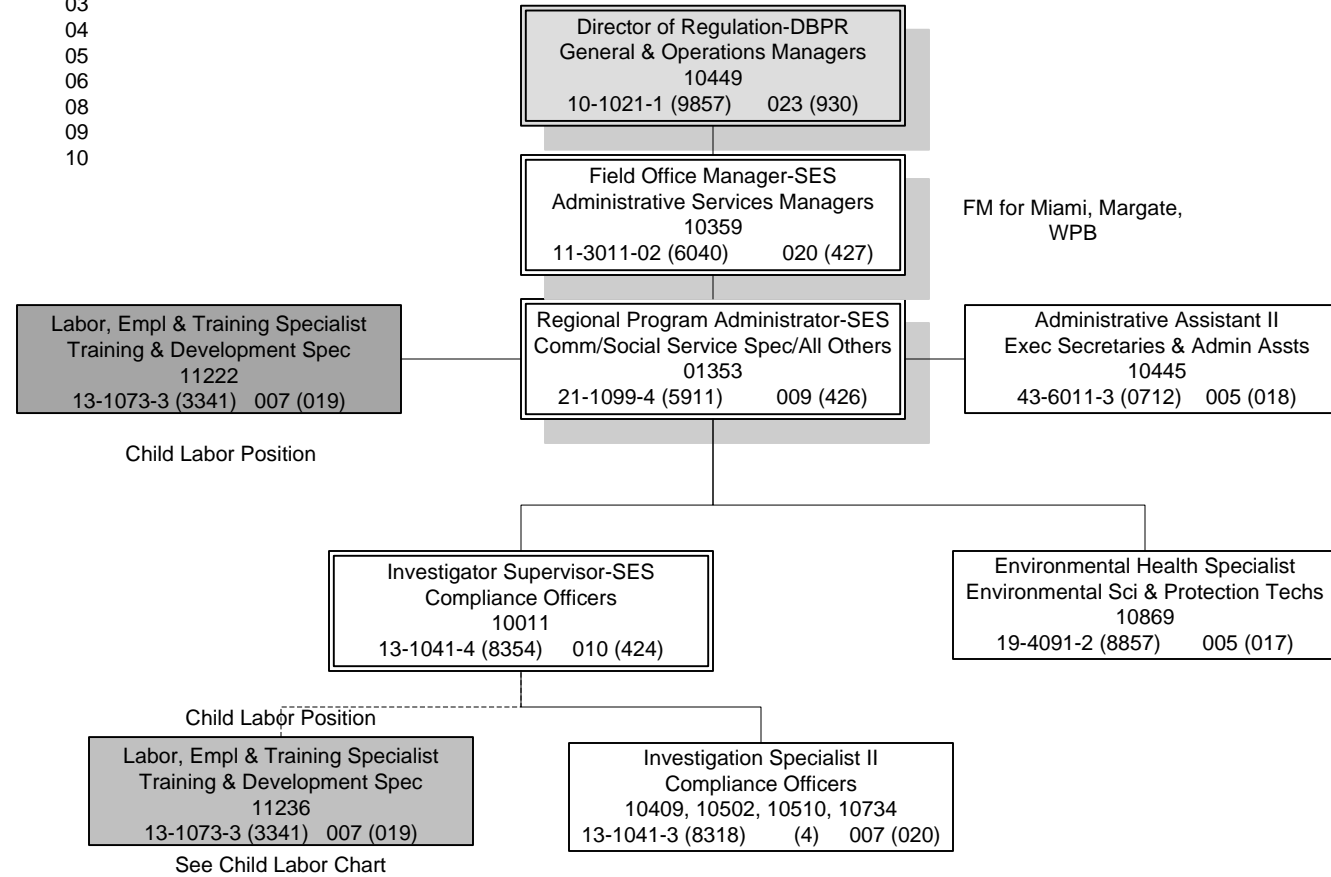 03
04
05
06
08
09
10
Director of Regulation-DBPR
General & Operations Managers
10449
10-1021-1 (9857) 023 (930)
Field Office Manager-SES
Administrative Services Managers
10359
11-3011-02 (6040) 020 (427)
FM for Miami, Margate,
WPB
Labor, Empl & Training Specialist
Training & Development Spec
11222
13-1073-3 (3341) 007 (019)
Child Labor Position
Regional Program Administrator-SES
Comm/Social Service Spec/All Others
01353
21-1099-4 (5911) 009 (426)
Administrative Assistant II
Exec Secretaries & Admin Assts
10445
43-6011-3 (0712) 005 (018)
Investigator Supervisor-SES
Compliance Officers
10011
13-1041-4 (8354) 010 (424)
Environmental Health Specialist
Environmental Sci & Protection Techs
10869
19-4091-2 (8857) 005 (017)
Child Labor Position
Labor, Empl & Training Specialist
Training & Development Spec
11236
13-1073-3 (3341) 007 (019)
See Child Labor Chart
Investigation Specialist II
Compliance Officers
10409, 10502, 10510, 10734
13-1041-3 (8318) (4) 007 (020)